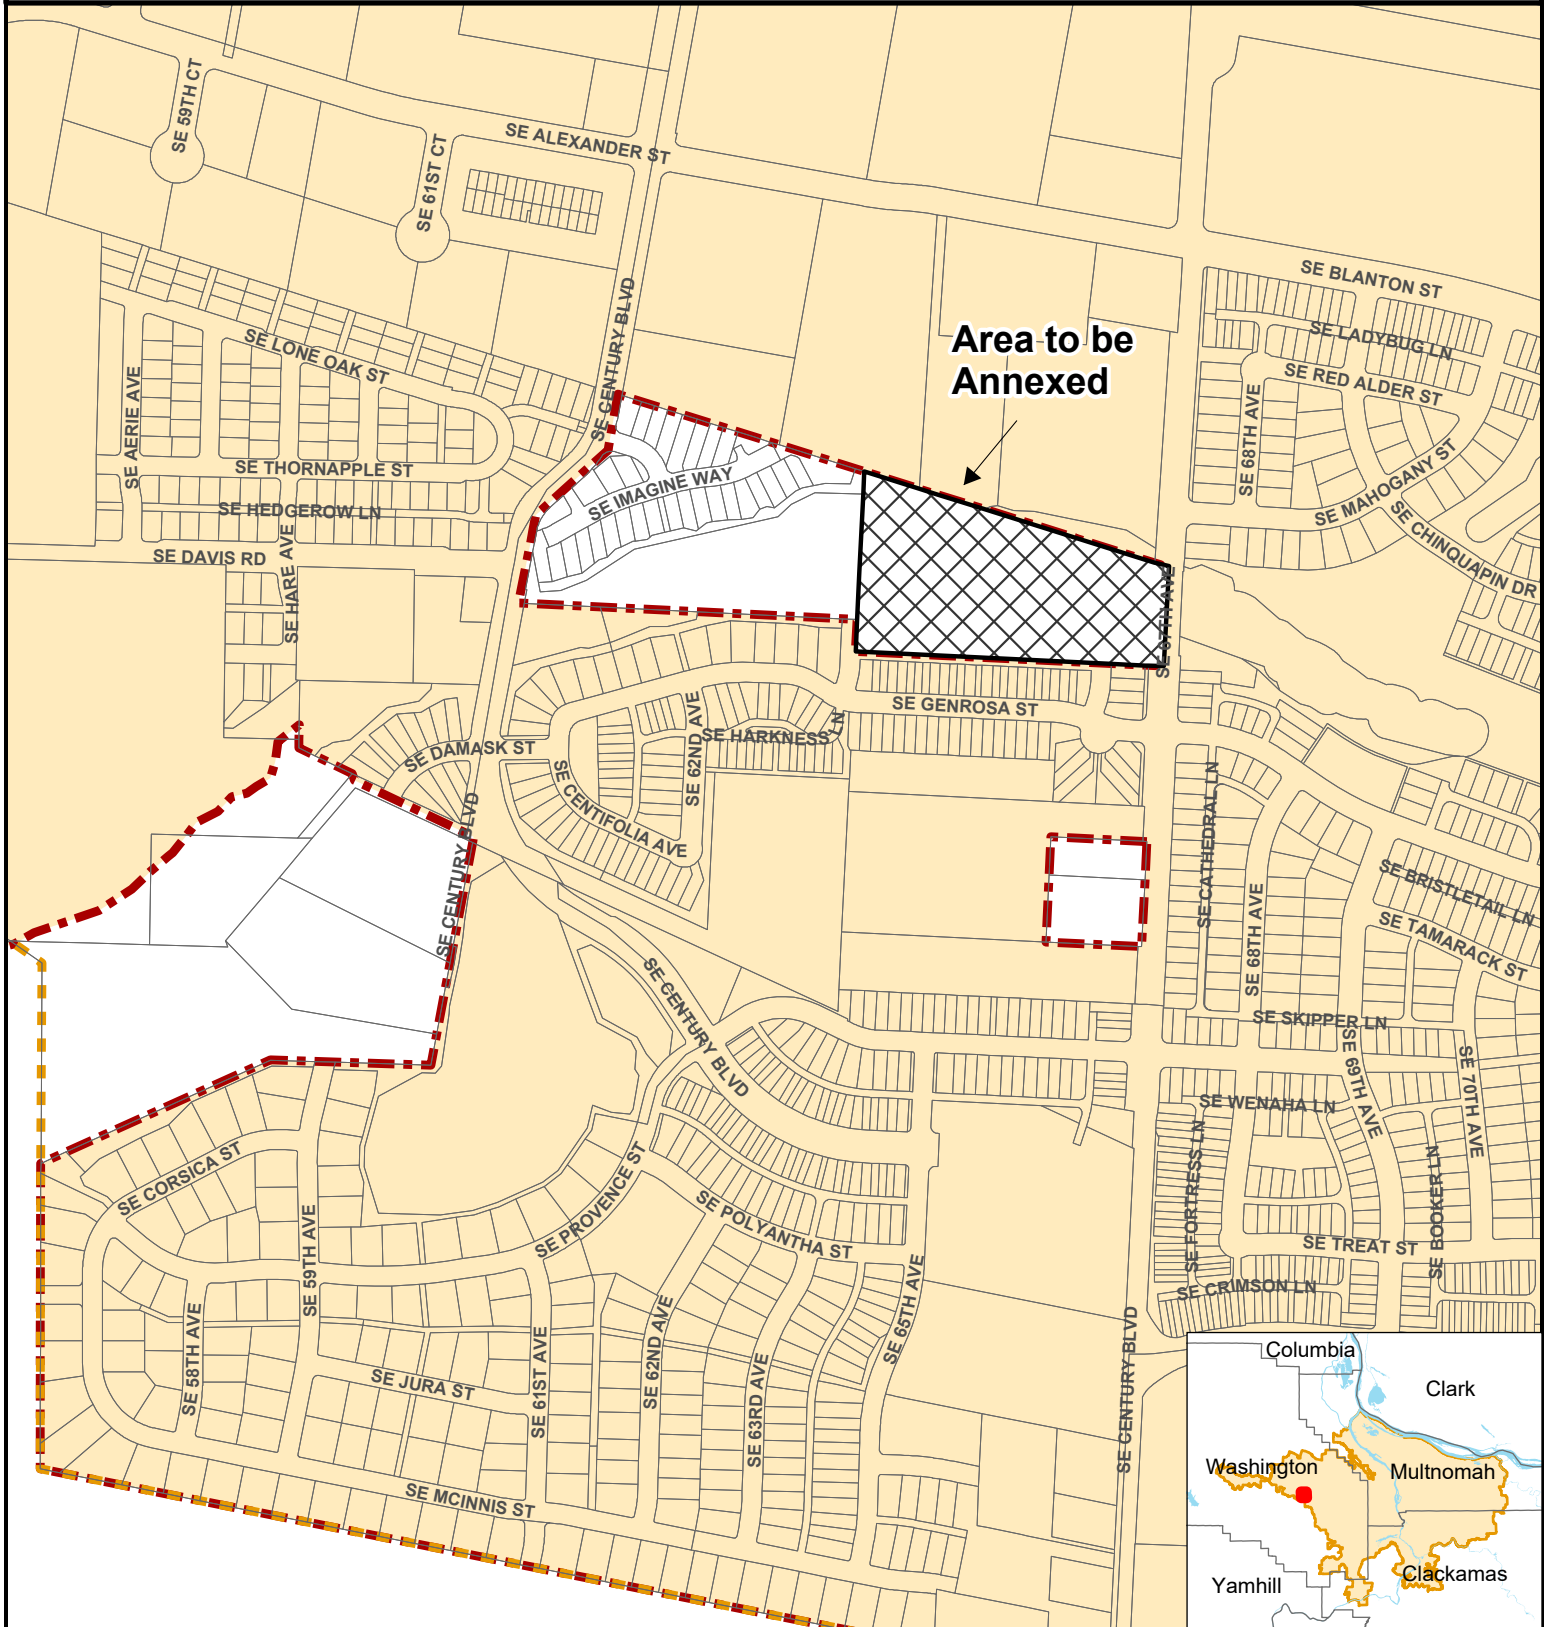 SE 59TH CT
SE 61ST CT
SE ALEXANDER ST
SE BLANTON ST
SE CENTURY BLVD
SE LADYBUG LN
Area to be
Annexed
SE LONE OAK ST
SE RED ALDER ST
SE AERIE AVE
SE 68TH AVE
SE THORNAPPLE ST
SE MAHOGANY ST
SE IMAGINE WAY
SE HEDGEROW LN
SE CHINQUAPIN DR
SE DAVIS RD
SE HARE AVE
SE 67TH AVE
SE GENROSA ST
SE HARKNESS LN
SE 62ND AVE
SE DAMASK ST
SE CENTIFOLIA AVE
SE CENTURY BLVD
SE CATHEDRAL LN
SE BRISTLETAIL LN
SE 68TH AVE
SE TAMARACK ST
SE CENTURY BLVD
SE SKIPPER LN
SE 69TH AVE
SE 70TH AVE
SE WENAHA LN
SE FORTRESS LN
SE BOOKER LN
SE CORSICA ST
SE PROVENCE ST
SE POLYANTHA ST
SE TREAT ST
SE 59TH AVE
SE CRIMSON LN
SE 65TH AVE
SE 58TH AVE
SE 61ST AVE
SE 62ND AVE
SE 63RD AVE
SE CENTURY BLVD
SE JURA ST
SE MCINNIS ST
Columbia
Clark
Washington
Multnomah
Yamhill
Clackamas